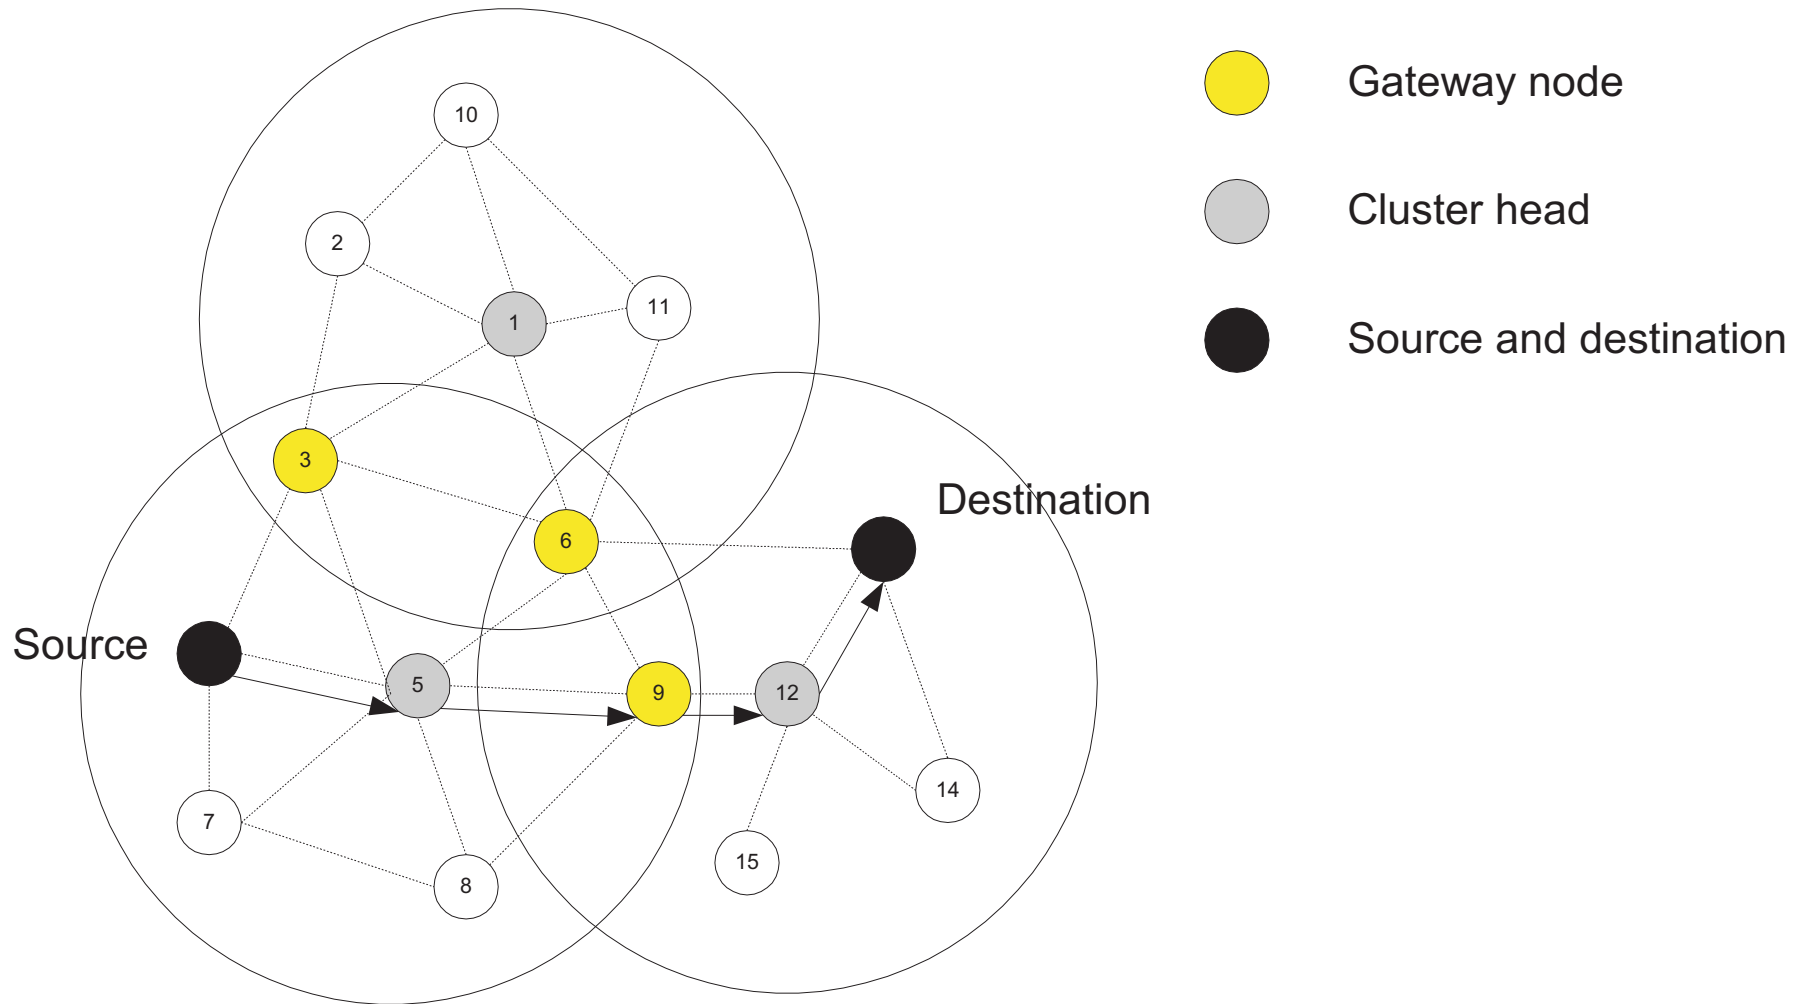 10
Gateway node
2
Cluster head
11
1
Source and destination
3
Destination
6
Source
5
9
12
14
7
15
8